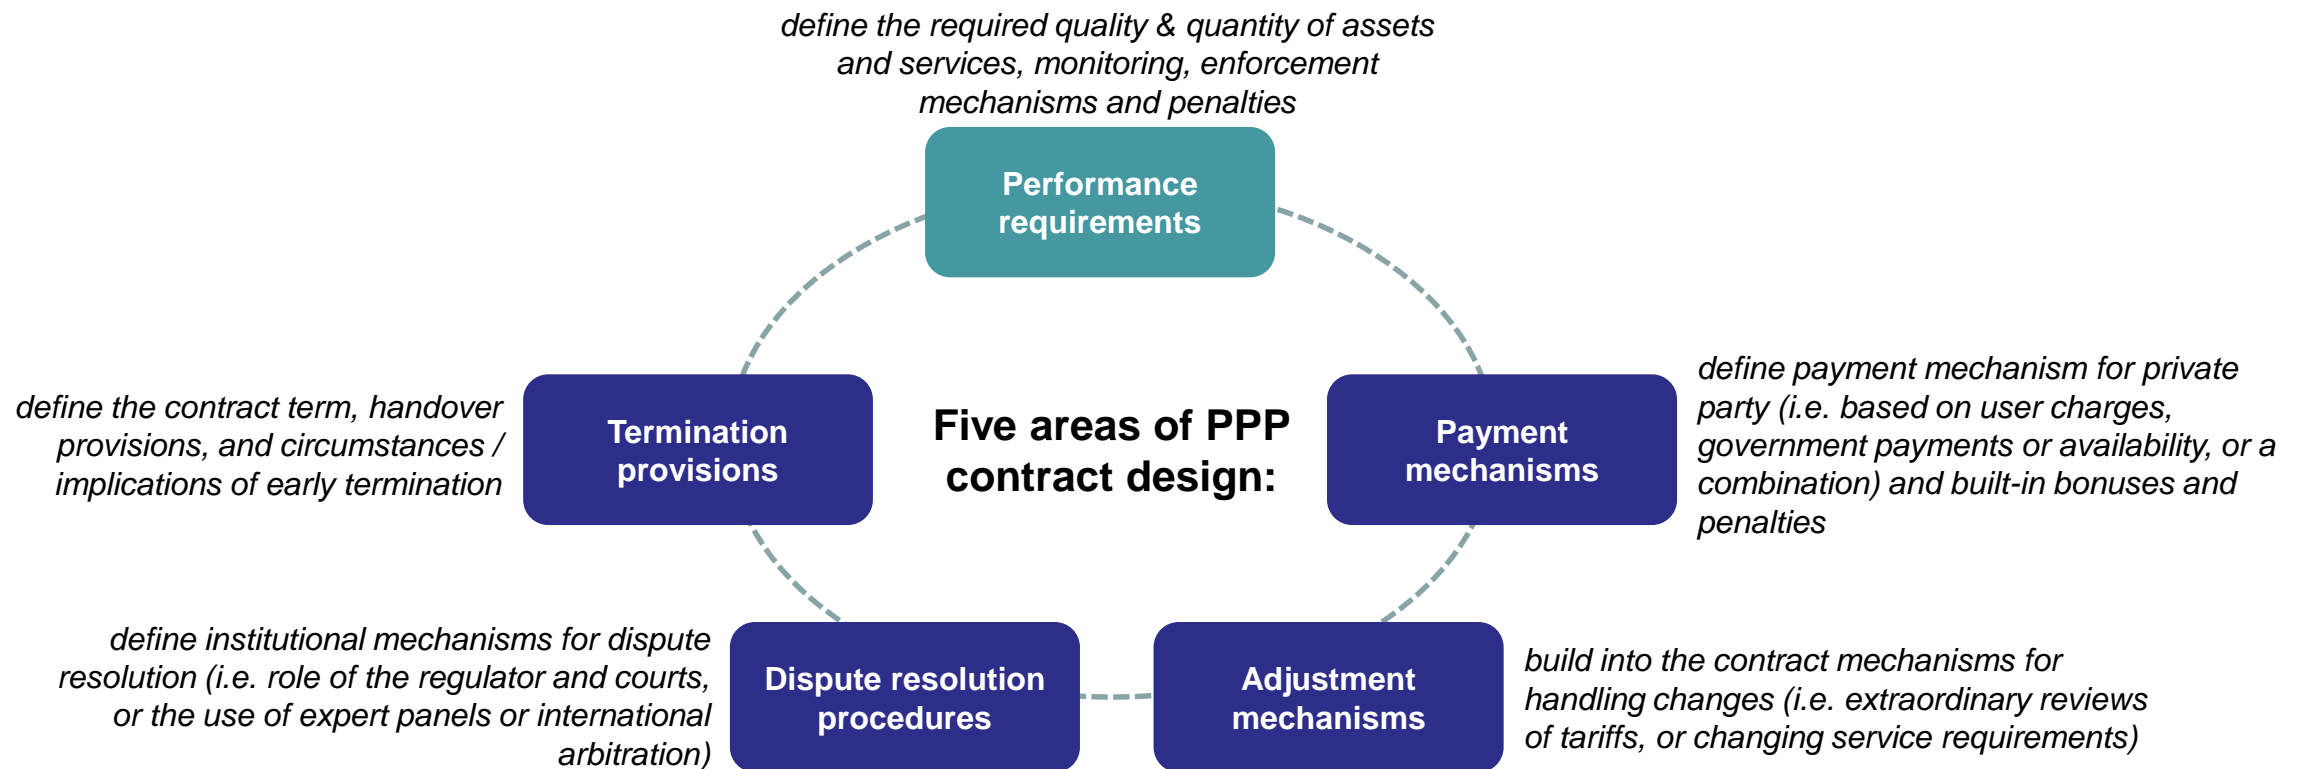 define the required quality & quantity of assets
and services, monitoring, enforcement
mechanisms and penalties
Performance
requirements
Five areas of PPP
contract design:
Payment
mechanisms
define payment mechanism for private
party (i.e. based on user charges,
government payments or availability, or a
combination) and built-in bonuses and
penalties
Adjustment
mechanisms
build into the contract mechanisms for
handling changes (i.e. extraordinary reviews
of tariffs, or changing service requirements)
Dispute resolution
procedures
define institutional mechanisms for dispute
resolution (i.e. role of the regulator and courts,
or the use of expert panels or international
arbitration)
Termination
provisions
define the contract term, handover
provisions, and circumstances /
implications of early termination